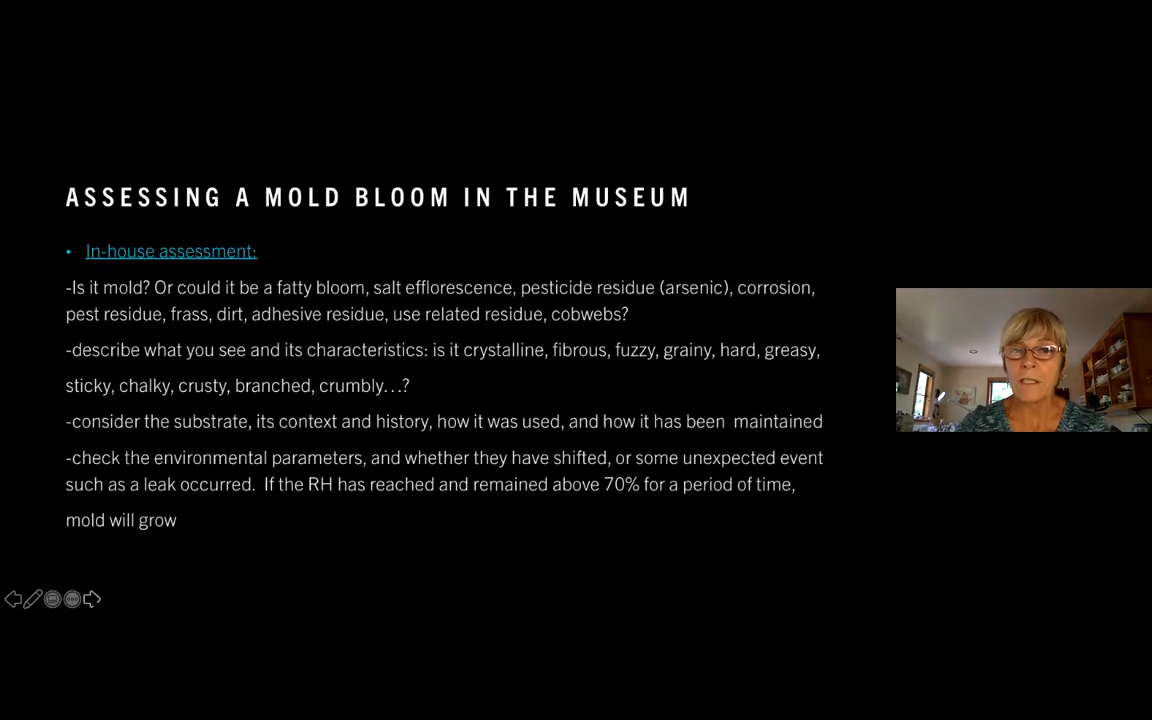 ASSESSING A MOLD BLOOM IN THE MUSEUM
• In-house assessment:
-Is it mold? Or could it be a fatty bloom, salt efflorescence, pesticide residue (arsenic), corrosion,
pest residue, frass, dirt, adhesive residue, use related residue, cobwebs?
-describe what you see and its characteristics: is it crystalline, fibrous, fuzzy, grainy, hard, greasy,
sticky, chalky, crusty, branched, crumbly...?
-consider the substrate, its context and history, how it was used, and how it has been  maintained
-check the environmental parameters, and whether they have shifted, or some unexpected event
such as a leak occurred.  If the RH has reached and remained above 70% for a period of time,
mold will grow